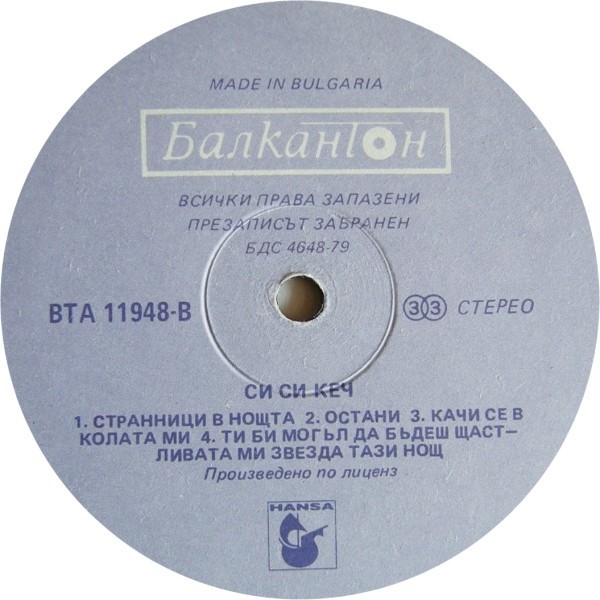 MADE IN BULGARIA
Балкантон
ВСИЧКИ ПРАВА ЗАПАЗЕНИ
ПРЕЗАПИСЪТ ЗАБРАНЕН
БДС 4648-79
ВТА 11948-В
33 СТЕРЕО
СИ СИ КЕЧ
1. СТРАННИЦИ В НОЩТА 2. ОСТАНИ 3. КАЧИ СЕ В
КОЛАТА МИ 4. ТИ БИ МОГЪЛ ДА БЪДЕШ ЩАСТ—
ЛИВАТА МИ ЗВЕЗДА ТАЗИ НОЩ
Произведено по лиценз
HANSA